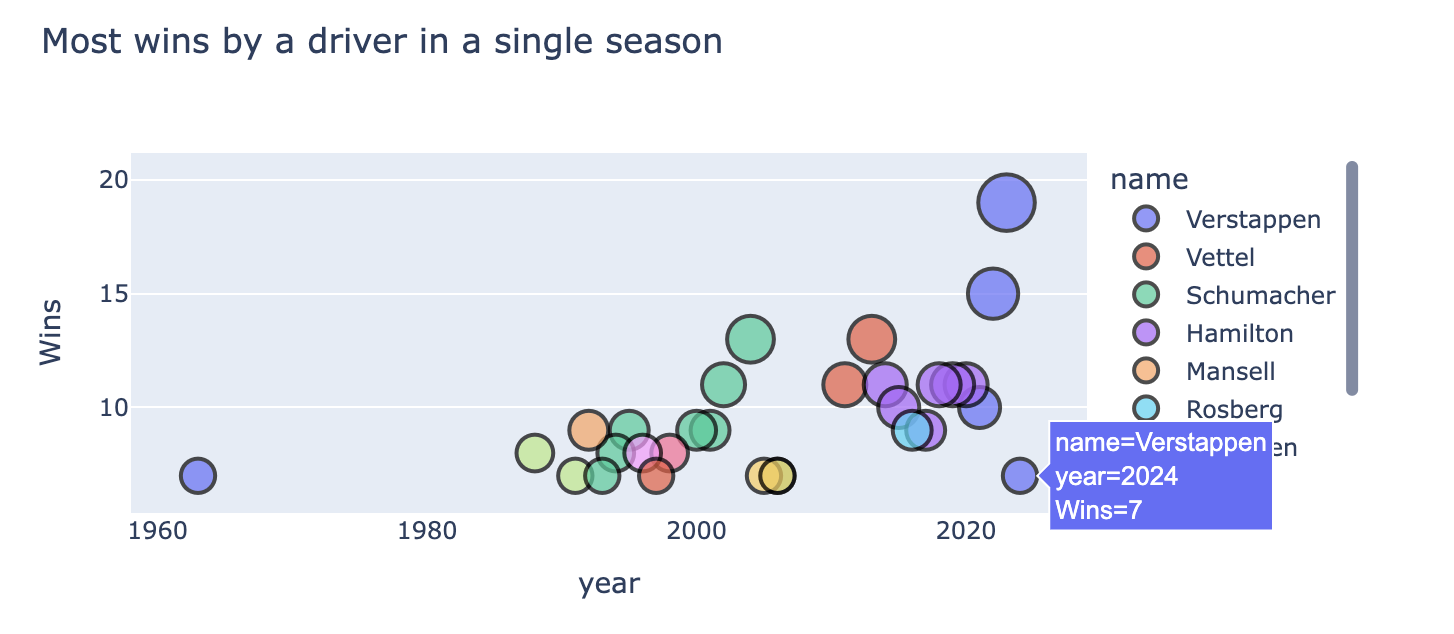 Most wins by a driver in a single season
20
15
10
Wins
1960
1980
2000
2020
year
name
Verstappen
Vettel
Schumacher
Hamilton
Mansell
Rosberg
en
name=Verstappen
year=2024
Wins=7